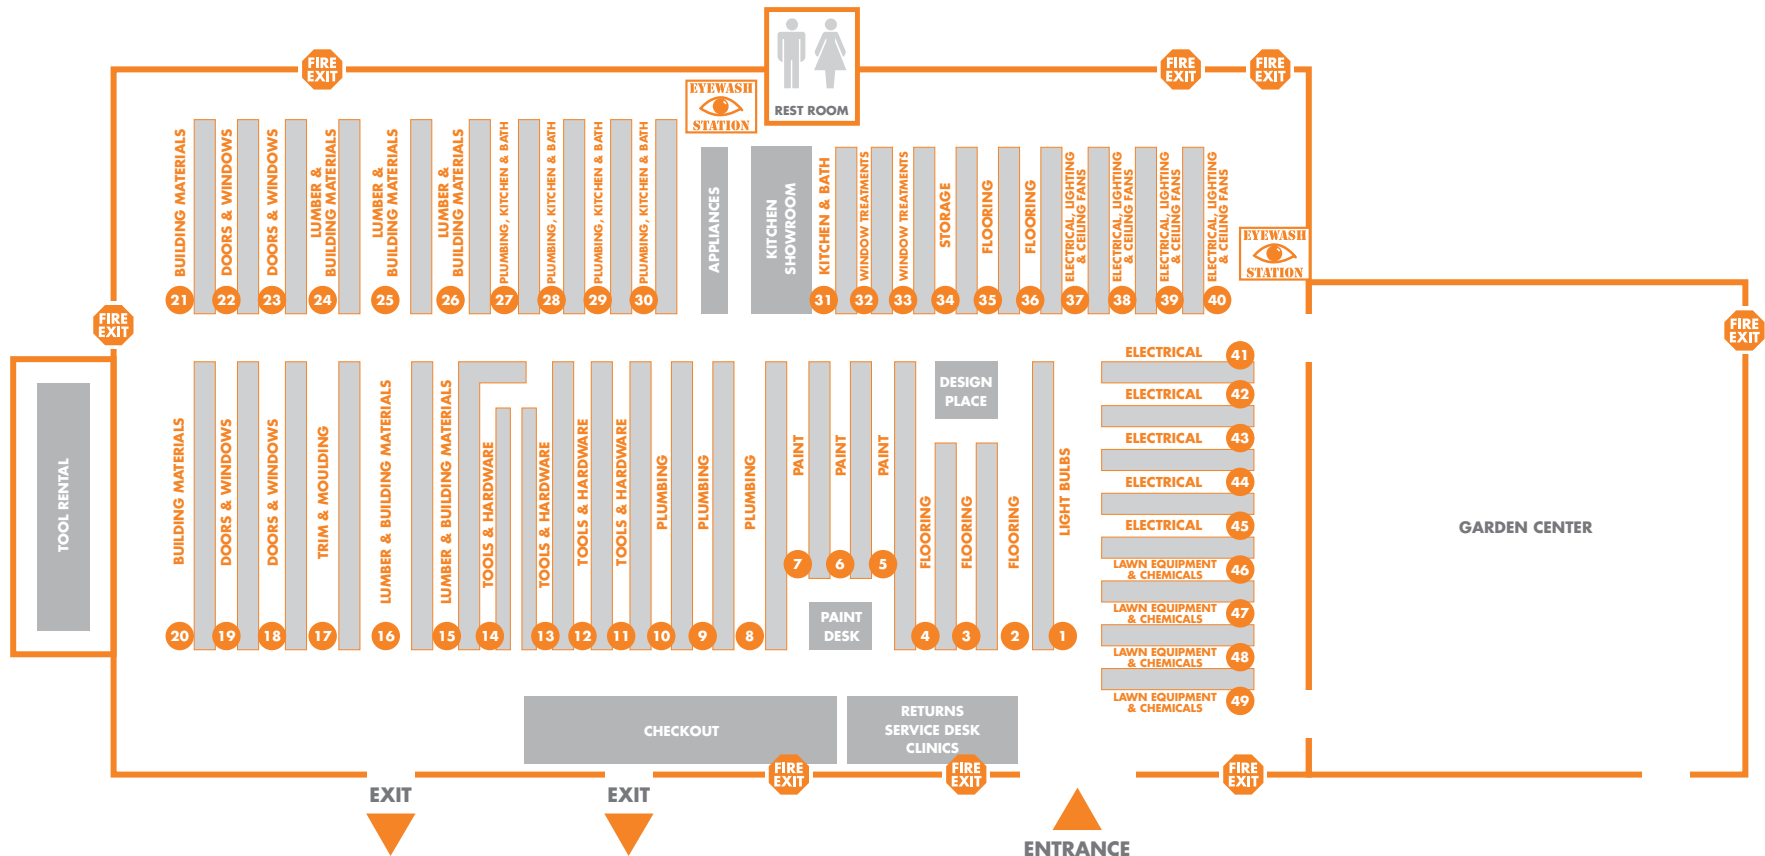 REST ROOM
FIRE
EXIT
FIRE
EXIT
FIRE
EXIT
EYEWASH
STATION
BUILDING MATERIALS
21
DOORS & WINDOWS
22
DOORS & WINDOWS
23
LUMBER &
BUILDING MATERIALS
24
LUMBER &
BUILDING MATERIALS
25
LUMBER &
BUILDING MATERIALS
26
PLUMBING, KITCHEN & BATH
27
PLUMBING, KITCHEN & BATH
28
PLUMBING, KITCHEN & BATH
29
PLUMBING, KITCHEN & BATH
30
APPLIANCES
KITCHEN
SHOWROOM
KITCHEN & BATH
31
WINDOW TREATMENTS
32
WINDOW TREATMENTS
33
STORAGE
34
FLOORING
35
FLOORING
36
ELECTRICAL, LIGHTING
& CEILING FANS
37
ELECTRICAL, LIGHTING
& CEILING FANS
38
ELECTRICAL, LIGHTING
& CEILING FANS
39
ELECTRICAL, LIGHTING
& CEILING FANS
40
EYEWASH
STATION
FIRE
EXIT
FIRE
EXIT
TOOL RENTAL
BUILDING MATERIALS
20
DOORS & WINDOWS
19
DOORS & WINDOWS
18
TRIM & MOULDING
17
LUMBER & BUILDING MATERIALS
16
LUMBER & BUILDING MATERIALS
15
TOOLS & HARDWARE
14
TOOLS & HARDWARE
13
TOOLS & HARDWARE
12
TOOLS & HARDWARE
11
PLUMBING
10
PLUMBING
9
PLUMBING
8
PAINT
7
PAINT
6
PAINT
5
PAINT
DESK
DESIGN
PLACE
FLOORING
4
FLOORING
3
FLOORING
2
LIGHT BULBS
1
ELECTRICAL 41
ELECTRICAL 42
ELECTRICAL 43
ELECTRICAL 44
ELECTRICAL 45
LAWN EQUIPMENT
& CHEMICALS 46
LAWN EQUIPMENT
& CHEMICALS 47
LAWN EQUIPMENT
& CHEMICALS 48
LAWN EQUIPMENT
& CHEMICALS 49
GARDEN CENTER
CHECKOUT
RETURNS
SERVICE DESK
CLINICS
FIRE
EXIT
FIRE
EXIT
FIRE
EXIT
EXIT
EXIT
ENTRANCE